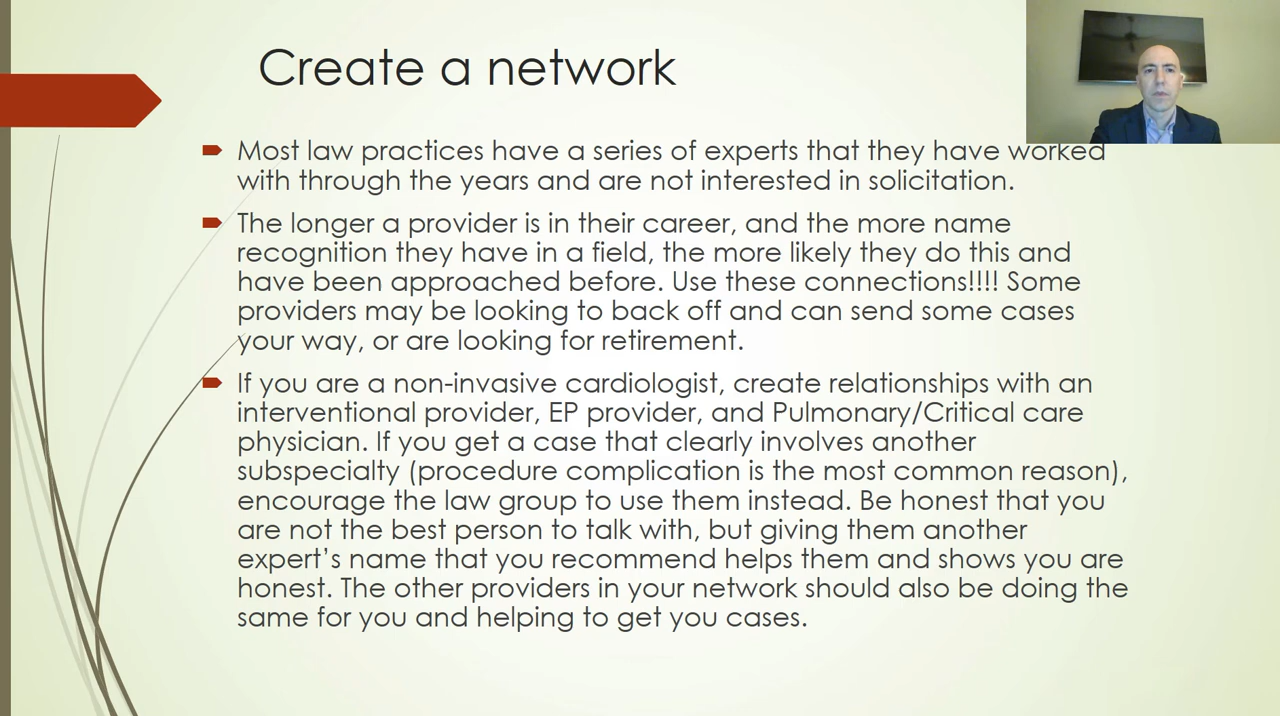 Create a network
Most law practices have a series of experts that they have worked
with through the years and are not interested in solicitation.
The longer a provider is in their career, and the more name
recognition they have in a field, the more likely they do this and
have been approached before. Use these connections!!!! Some
providers may be looking to back off and can send some cases
your way, or are looking for retirement.
If you are a non-invasive cardiologist, create relationships with an
interventional provider, EP provider, and Pulmonary/Critical care
physician. If you get a case that clearly involves another
subspecialty (procedure complication is the most common reason),
encourage the law group to use them instead. Be honest that you
are not the best person to talk with, but giving them another
expert’s name that you recommend helps them and shows you are
honest. The other providers in your network should also be doing the
same for you and helping to get you cases.